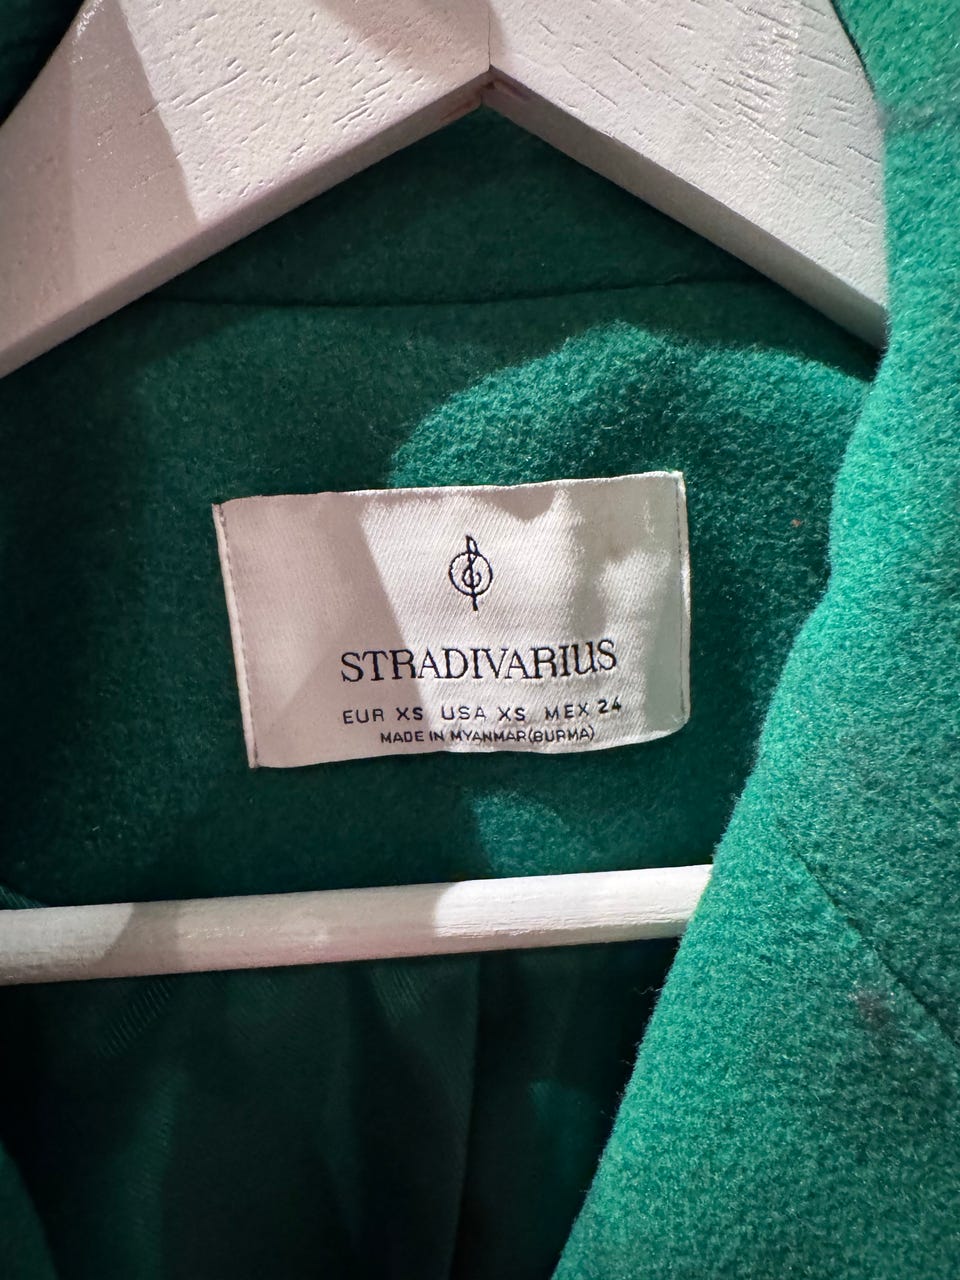 STRADIVARIUS
EUR XS USA XS MEX 24
MADE IN MYANMAR(BURMA)